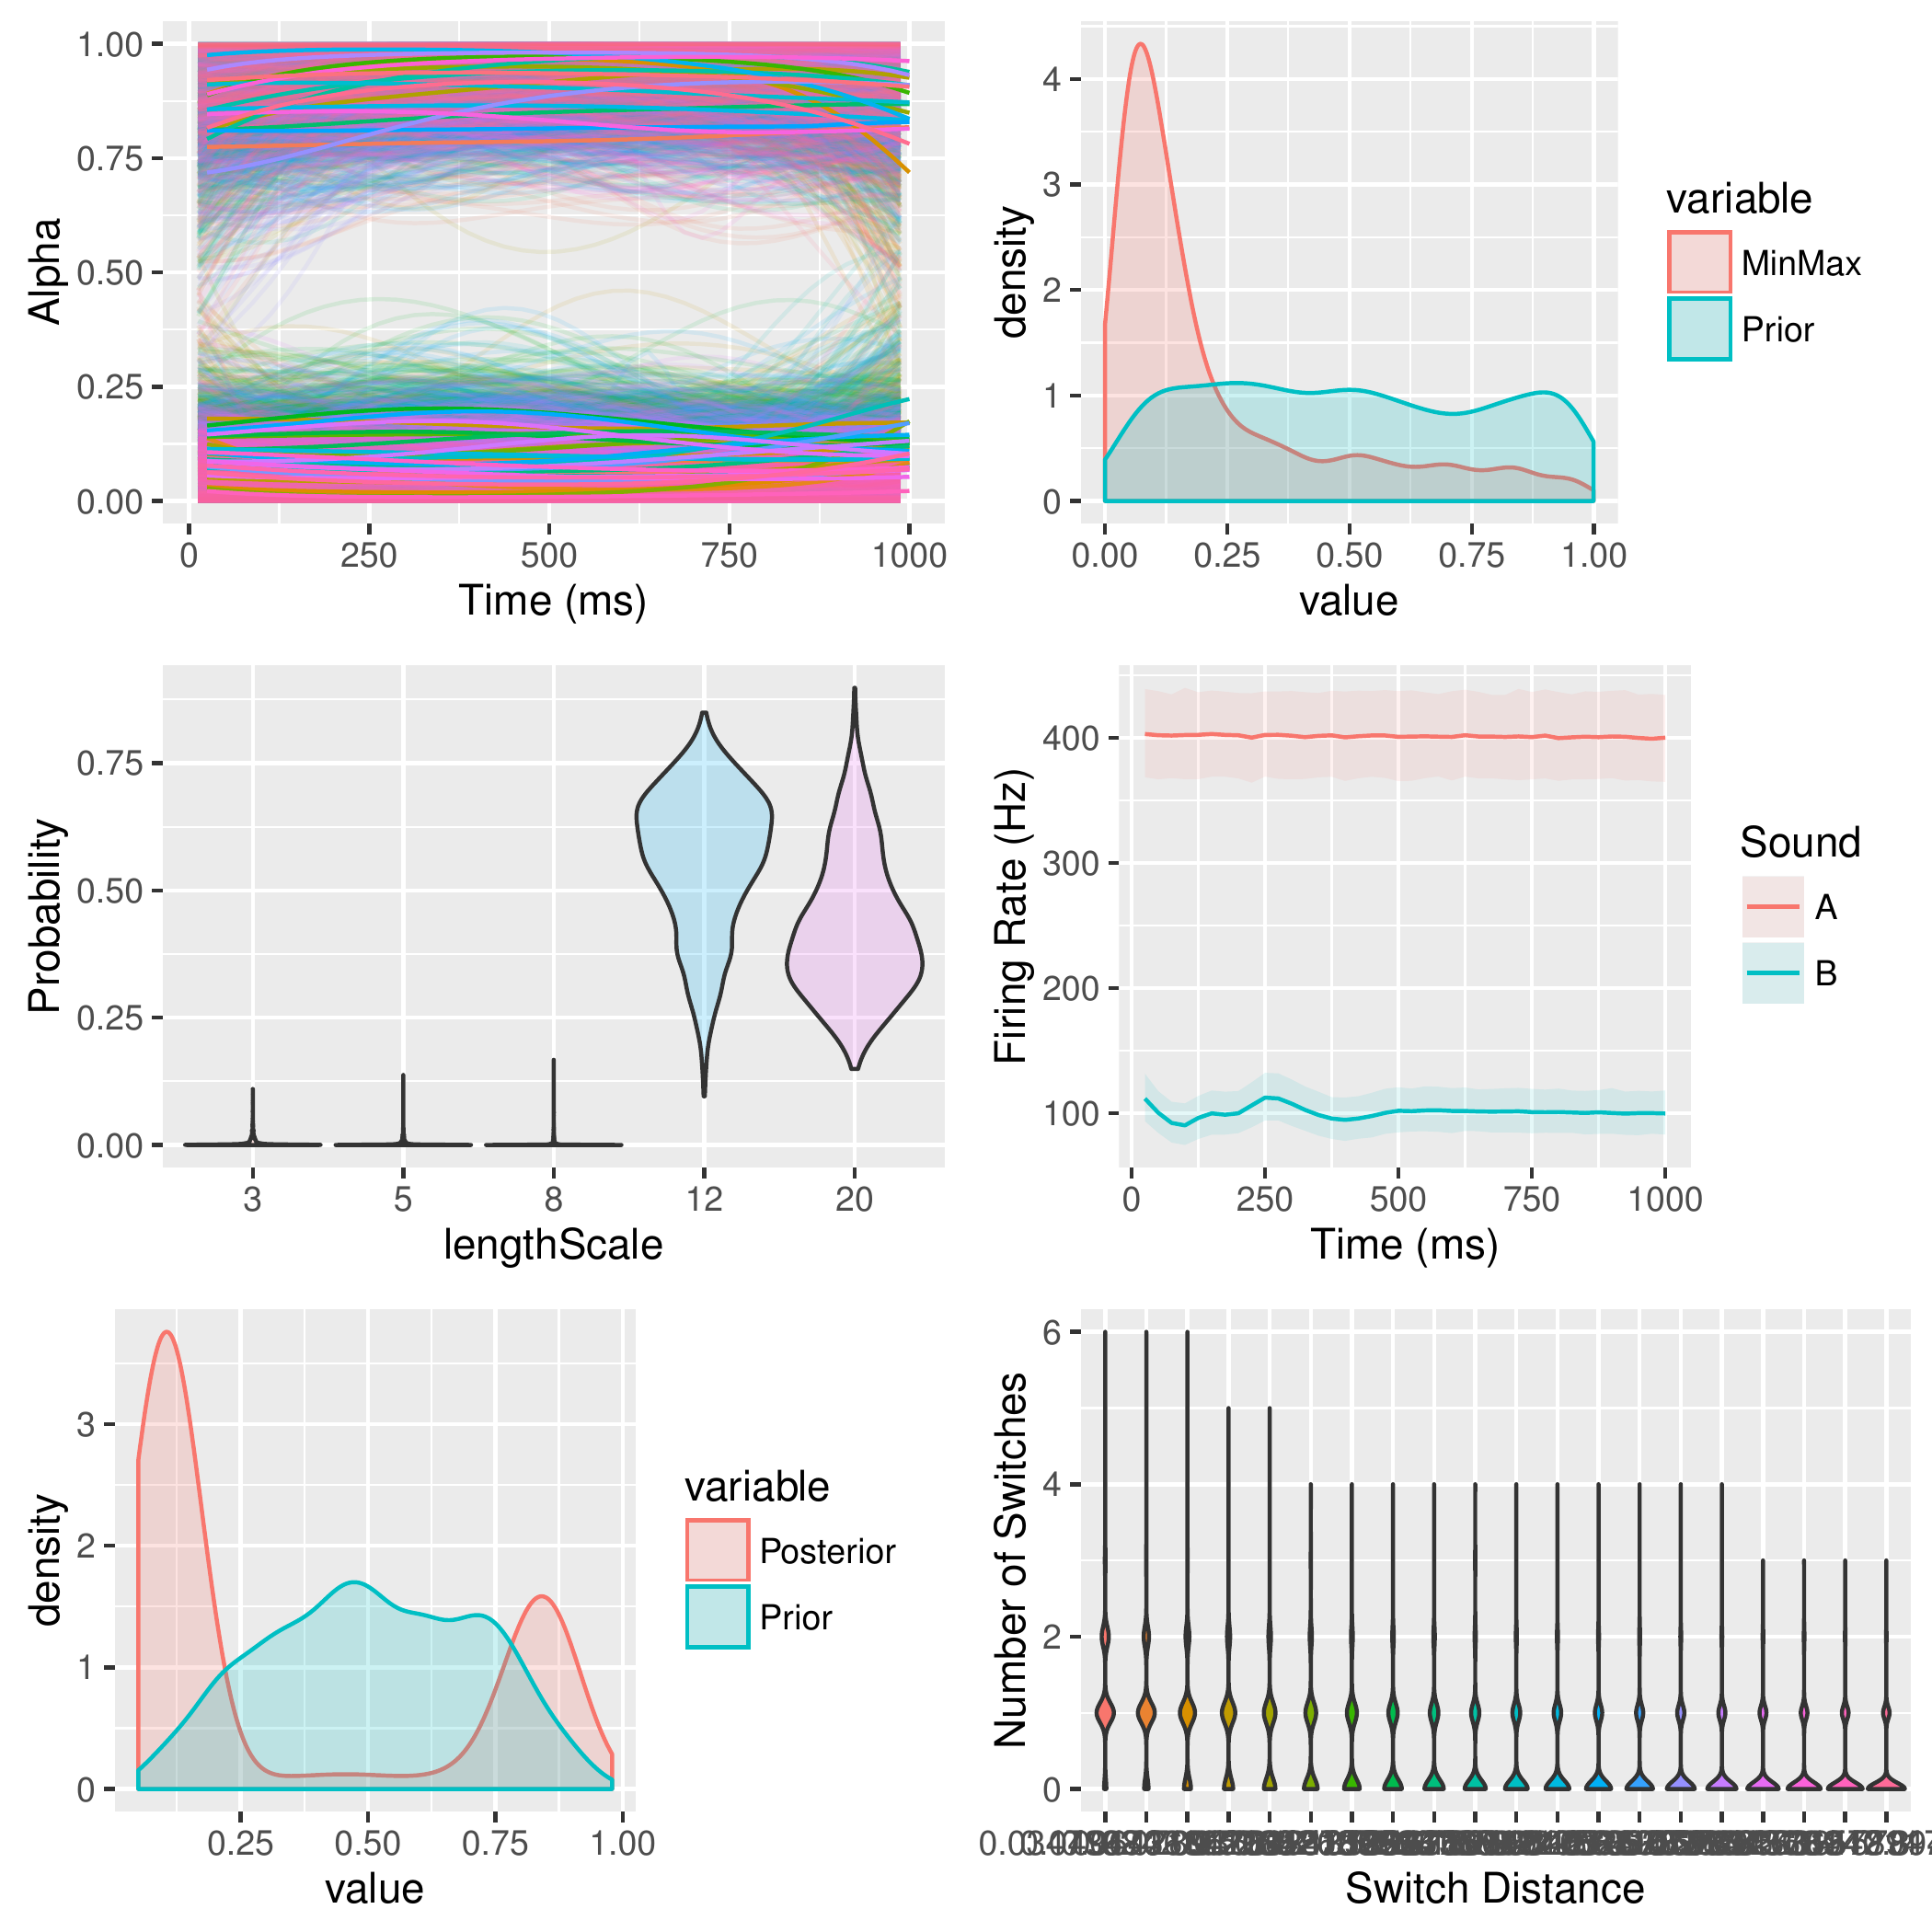 1.00
0.75
0.50
0.25
0.00
Alpha
0 250 500 750 1000
Time (ms)
4
3
2
1
0
density
0.00 0.25 0.50 0.75 1.00
value
variable
MinMax
Prior
0.75
0.50
0.25
0.00
Probability
3 5 8 12 20
lengthScale
400
300
200
100
Firing Rate (Hz)
0 250 500 750 1000
Time (ms)
Sound
A
B
3
2
1
0
density
0.25 0.50 0.75 1.00
value
variable
Posterior
Prior
6
4
2
0
Number of Switches
Switch Distance